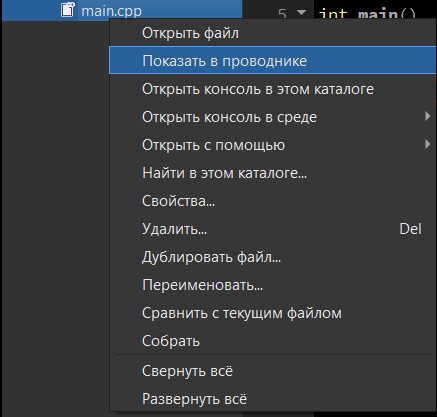 main.cpp
5 int main()
Открыть файл
Показать в проводнике
Открыть консоль в этом каталоге
Открыть консоль в среде
Открыть с помощью
Найти в этом каталоге...
Свойства...
Удалить... Del
Дублировать файл...
Переименовать...
Сравнить с текущим файлом
Собрать
Свернуть всё
Развернуть всё